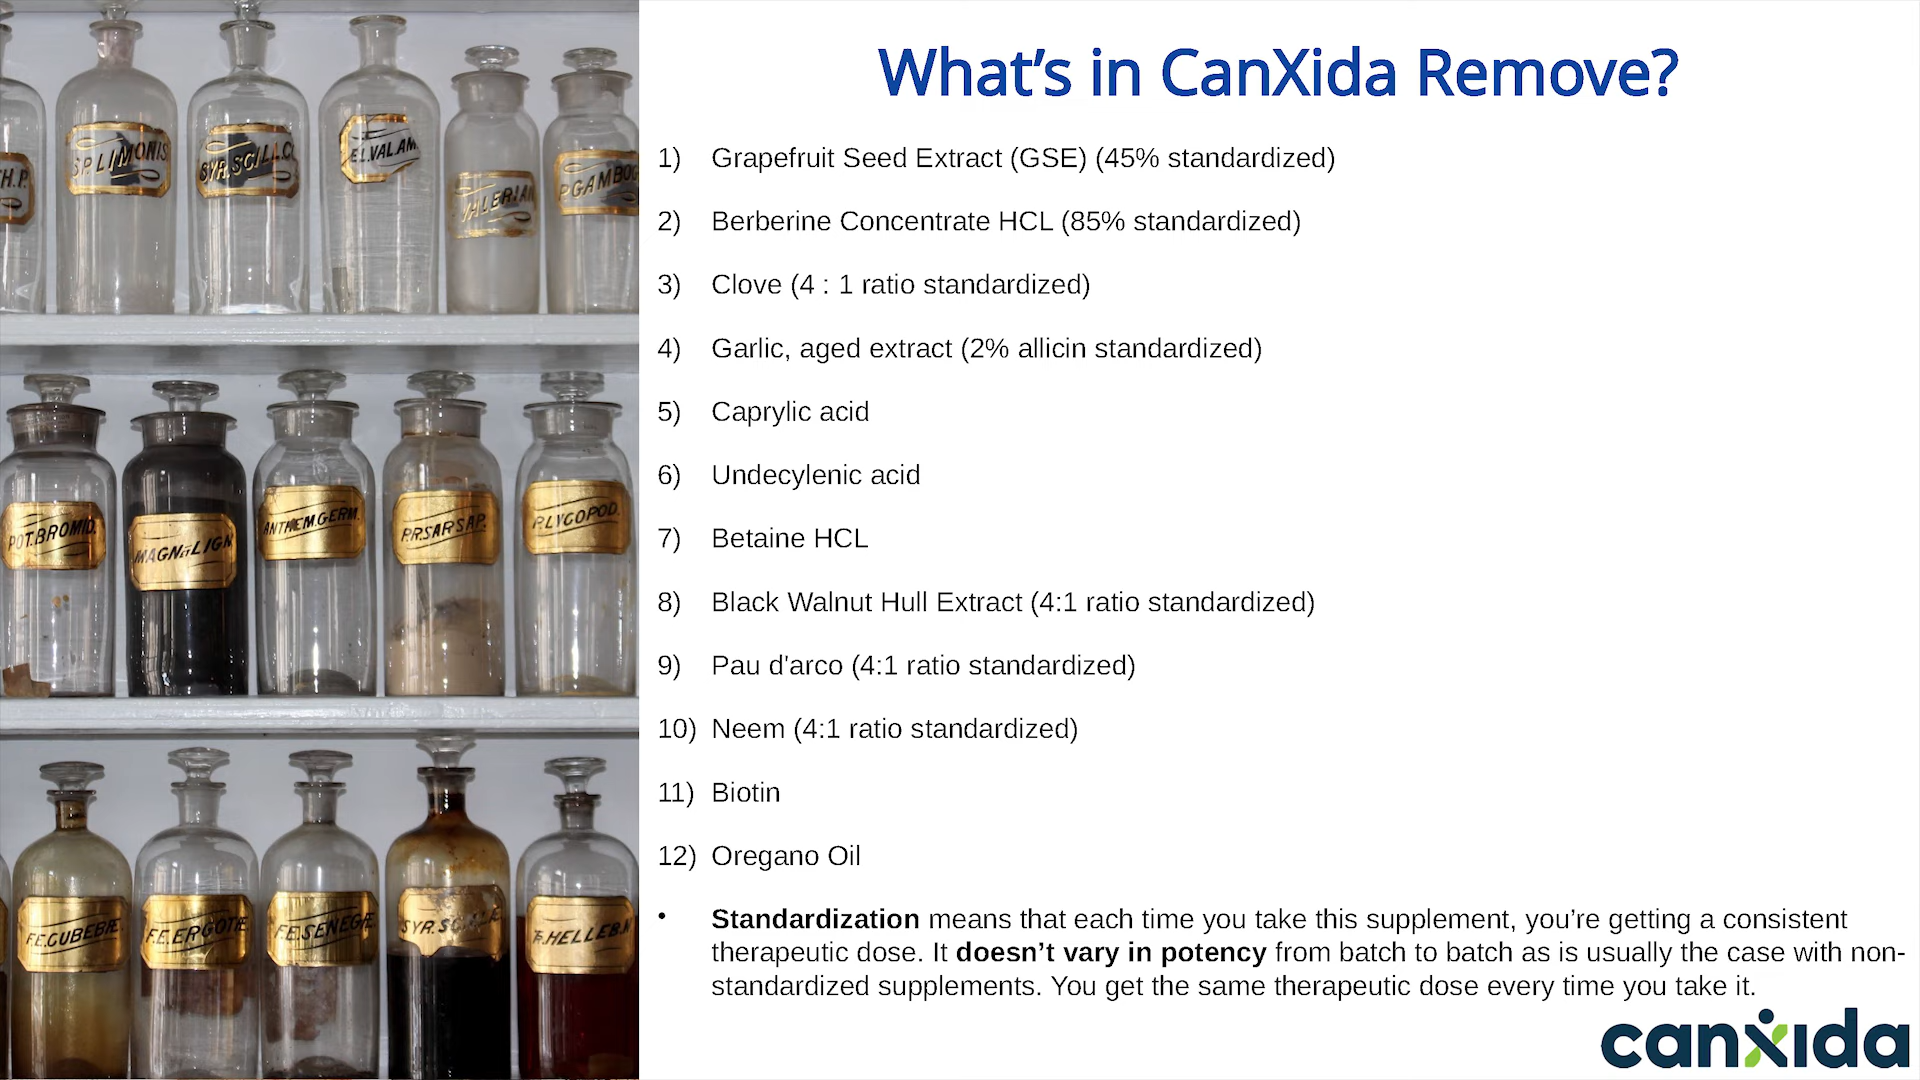 What's in CanXida Remove?
1) Grapefruit Seed Extract (GSE) (45% standardized)
2) Berberine Concentrate HCL (85% standardized)
3) Clove (4 : 1 ratio standardized)
4) Garlic, aged extract (2% allicin standardized)
5) Caprylic acid
6) Undecylenic acid
7) Betaine HCL
8) Black Walnut Hull Extract (4:1 ratio standardized)
9) Pau d'arco (4:1 ratio standardized)
10) Neem (4:1 ratio standardized)
11) Biotin
12) Oregano Oil
• Standardization means that each time you take this supplement, you're getting a consistent
therapeutic dose. It doesn't vary in potency from batch to batch as is usually the case with non-
standardized supplements. You get the same therapeutic dose every time you take it.
canxida
SP. LIMONIS
SYR. SCILL. C
VALERIAN
P. GAMBOG
POT. BROMID.
MAGN. LIGN
ANTHEM. GERM.
P. RSARSAP.
P. LYCOPOD.
F.E. CUBEBÆ
F.E. ERGOTÆ
F.E. SENEGÆ
T. HELLEB. N